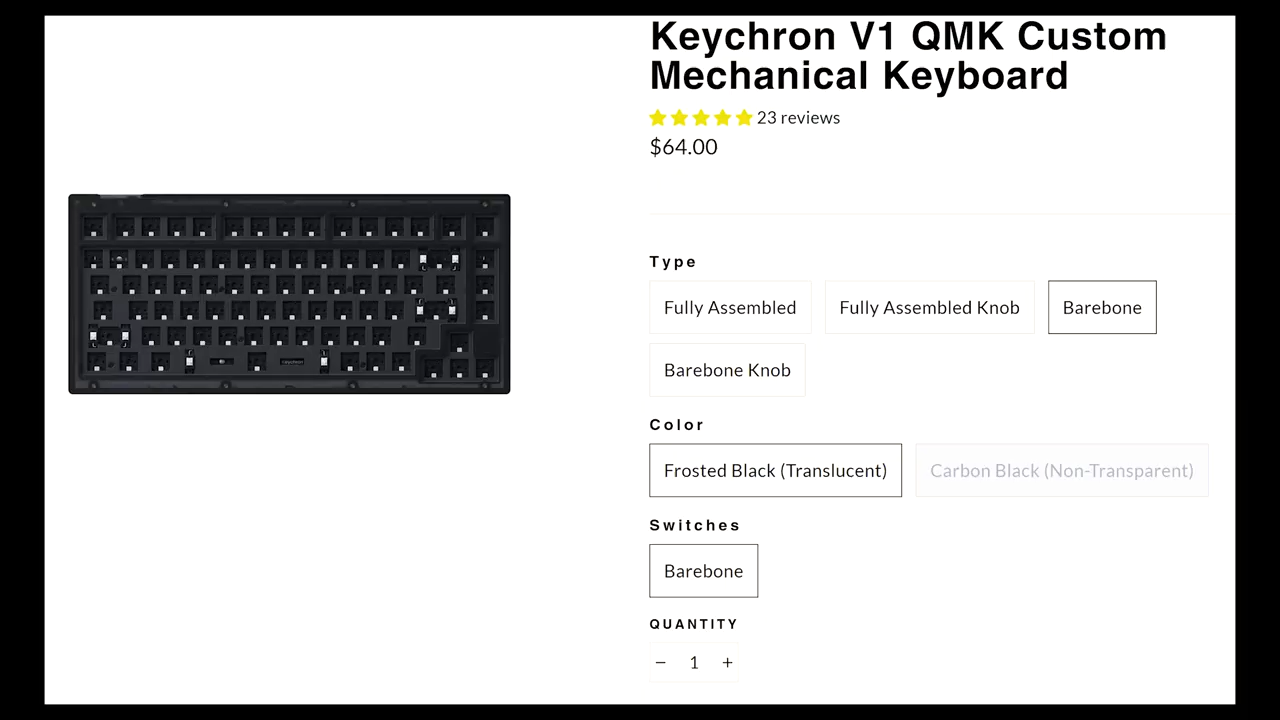 Keychron V1 QMK Custom
Mechanical Keyboard
23 reviews
$64.00
Type
Fully Assembled
Fully Assembled Knob
Barebone
Barebone Knob
Color
Frosted Black (Translucent)
Carbon Black (Non-Transparent)
Switches
Barebone
QUANTITY
− 1 +